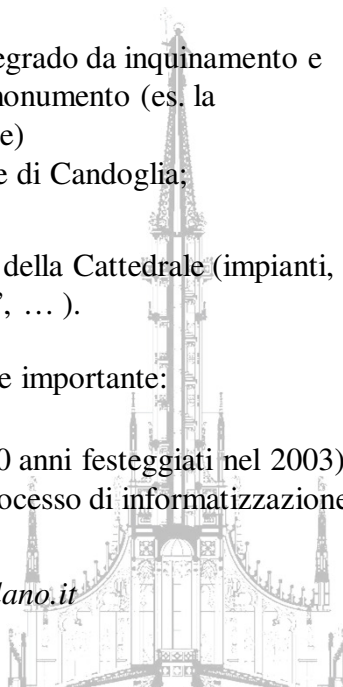 egrado da inquinamento e
monumento (es. la
e)
e di Candoglia;
della Cattedrale (impianti,
’, … ).
e importante:
0 anni festeggiati nel 2003)
ocesso di informatizzazione
lano.it